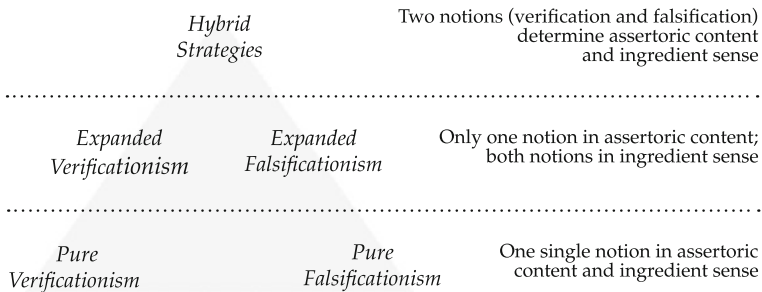 Hybrid
Strategies
Two notions (verification and falsification)
determine assertoric content
and ingredient sense
Expanded
Verificationism
Expanded
Falsificationism
Only one notion in assertoric content;
both notions in ingredient sense
Pure
Verificationism
Pure
Falsificationism
One single notion in assertoric
content and ingredient sense